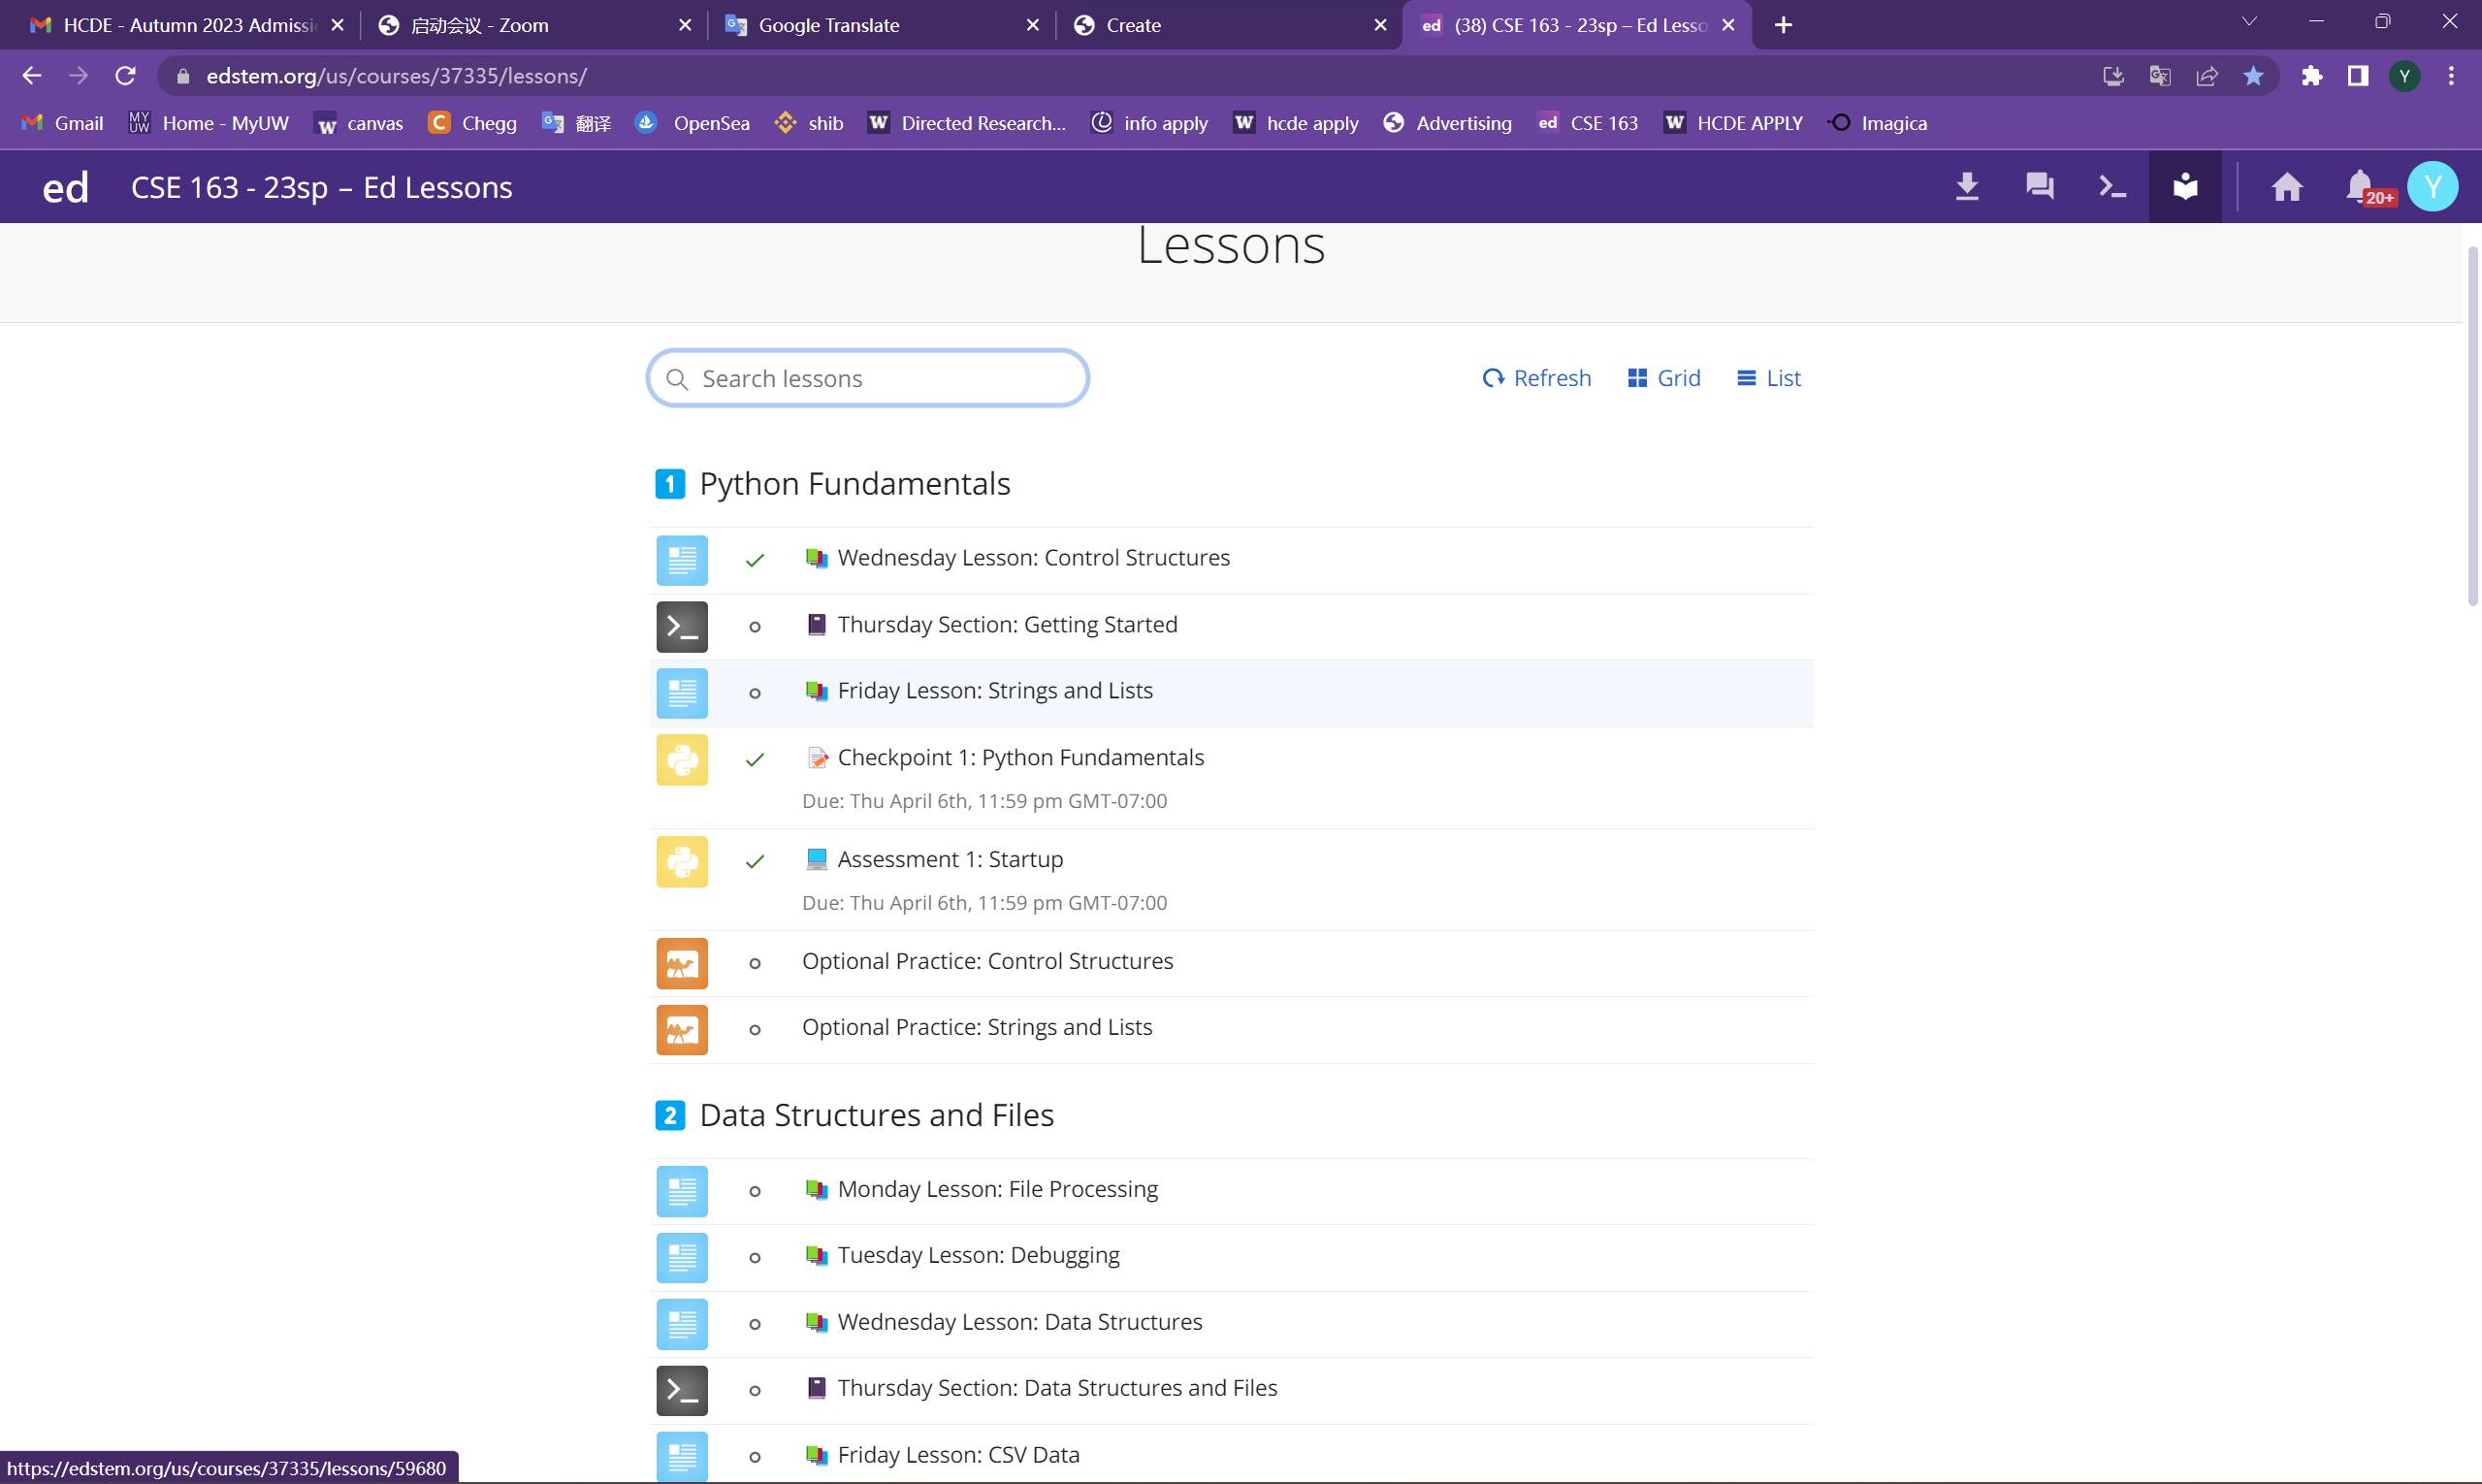 HCDE - Autumn 2023 Admissi
启动会议 - Zoom
Google Translate
Create
ed (38) CSE 163 - 23sp – Ed Lesso
edstem.org/us/courses/37335/lessons/
Y
Gmail
MY UW Home - MyUW
W canvas
C Chegg
翻译
OpenSea
shib
W Directed Research...
info apply
W hcde apply
Advertising
ed CSE 163
W HCDE APPLY
Imagica
ed CSE 163 - 23sp – Ed Lessons
20+
Y
Lessons
Search lessons
Refresh
Grid
List
1 Python Fundamentals
Wednesday Lesson: Control Structures
Thursday Section: Getting Started
Friday Lesson: Strings and Lists
Checkpoint 1: Python Fundamentals
Due: Thu April 6th, 11:59 pm GMT-07:00
Assessment 1: Startup
Due: Thu April 6th, 11:59 pm GMT-07:00
Optional Practice: Control Structures
Optional Practice: Strings and Lists
2 Data Structures and Files
Monday Lesson: File Processing
Tuesday Lesson: Debugging
Wednesday Lesson: Data Structures
Thursday Section: Data Structures and Files
Friday Lesson: CSV Data
https://edstem.org/us/courses/37335/lessons/59680